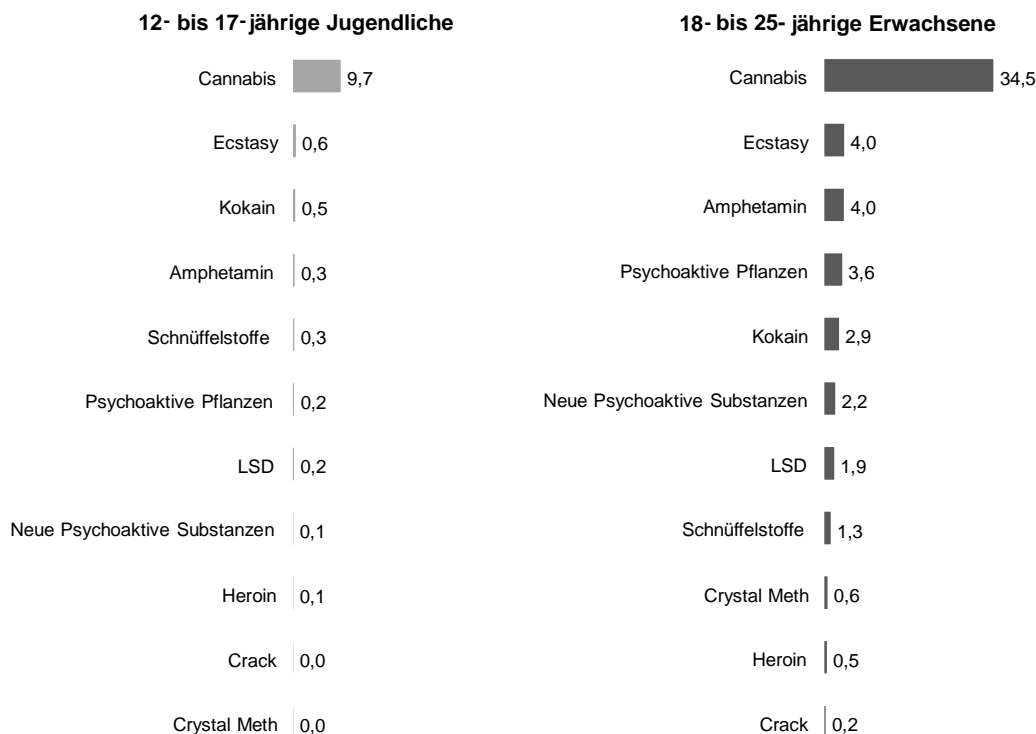 12- bis 17-jährige Jugendliche
Cannabis 9,7
Ecstasy 0,6
Kokain 0,5
Amphetamin 0,3
Schnüffelstoffe 0,3
Psychoaktive Pflanzen 0,2
LSD 0,2
Neue Psychoaktive Substanzen 0,1
Heroin 0,1
Crack 0,0
Crystal Meth 0,0
18- bis 25- jährige Erwachsene
Cannabis 34,5
Ecstasy 4,0
Amphetamin 4,0
Psychoaktive Pflanzen 3,6
Kokain 2,9
Neue Psychoaktive Substanzen 2,2
LSD 1,9
Schnüffelstoffe 1,3
Crystal Meth 0,6
Heroin 0,5
Crack 0,2